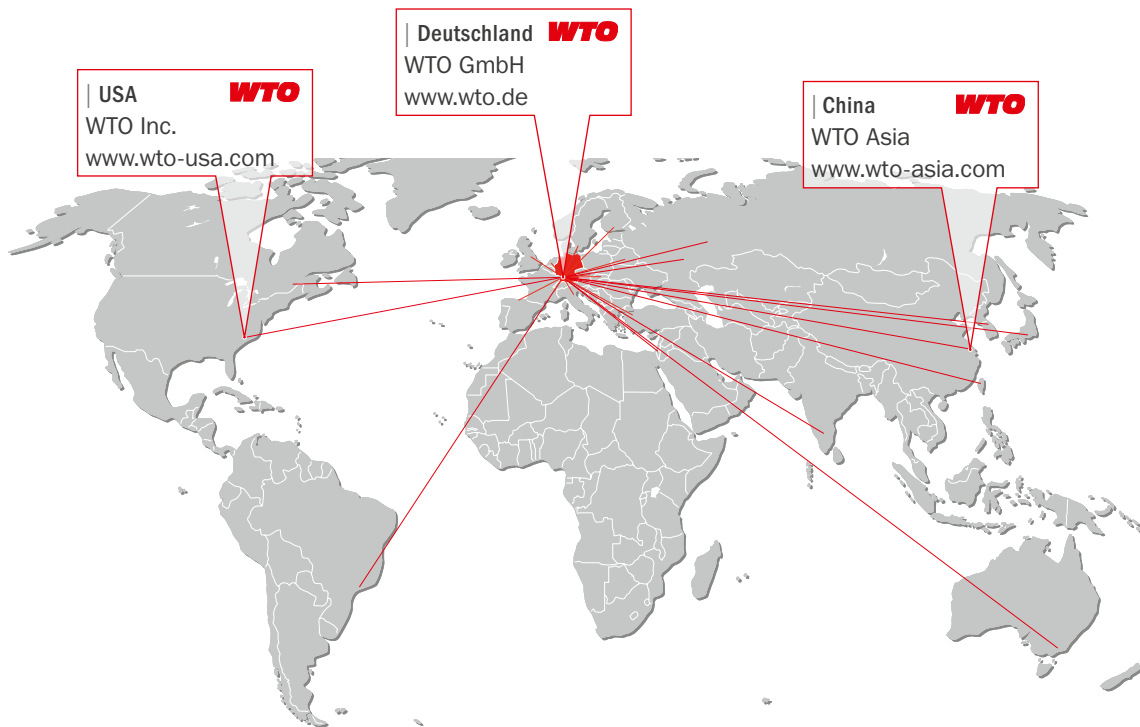 | USA WTO
WTO Inc.
www.wto-usa.com
| Deutschland WTO
WTO GmbH
www.wto.de
| China WTO
WTO Asia
www.wto-asia.com